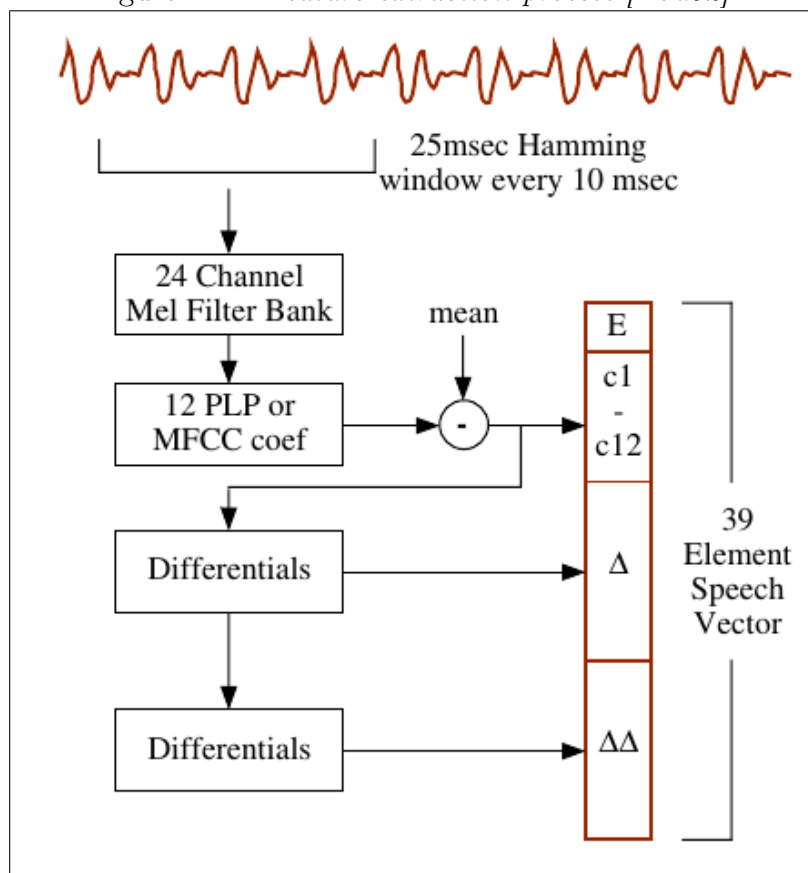 25msec Hamming
window every 10 msec
24 Channel
Mel Filter Bank
mean
E
12 PLP or
MFCC coef
-
c1
-
c12
Differentials
Δ
39
Element
Speech
Vector
Differentials
ΔΔ